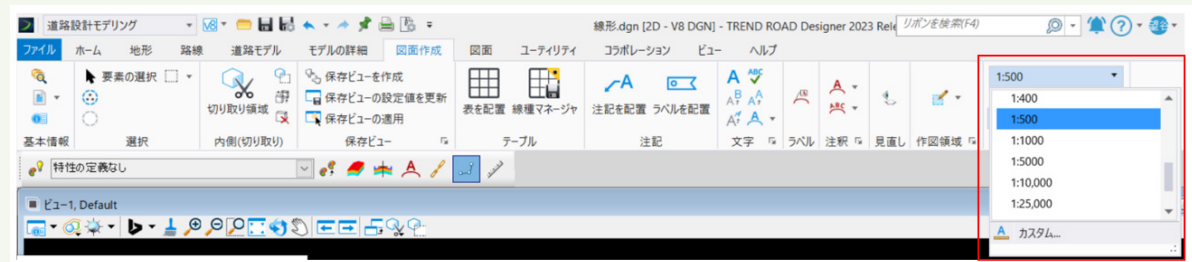 道路設計モデリング
線形.dgn [2D - V8 DGN] - TREND ROAD Designer 2023 Rele
リボンを検索(F4)
ファイル ホーム 地形 路線 道路モデル モデルの詳細 図面作成 図面 ユーティリティ コラボレーション ビュー ヘルプ
要素の選択
切り取り領域
保存ビューを作成
保存ビューの設定値を更新
保存ビューの適用
表を配置 線種マネージャ
注記を配置 ラベルを配置
基本情報 選択 内側(切り取り) 保存ビュー テーブル 注記 文字 ラベル 注釈 見直し 作図領域
1:500
1:400
1:500
1:1000
1:5000
1:10,000
1:25,000
カスタム...
特性の定義なし
ビュー1, Default